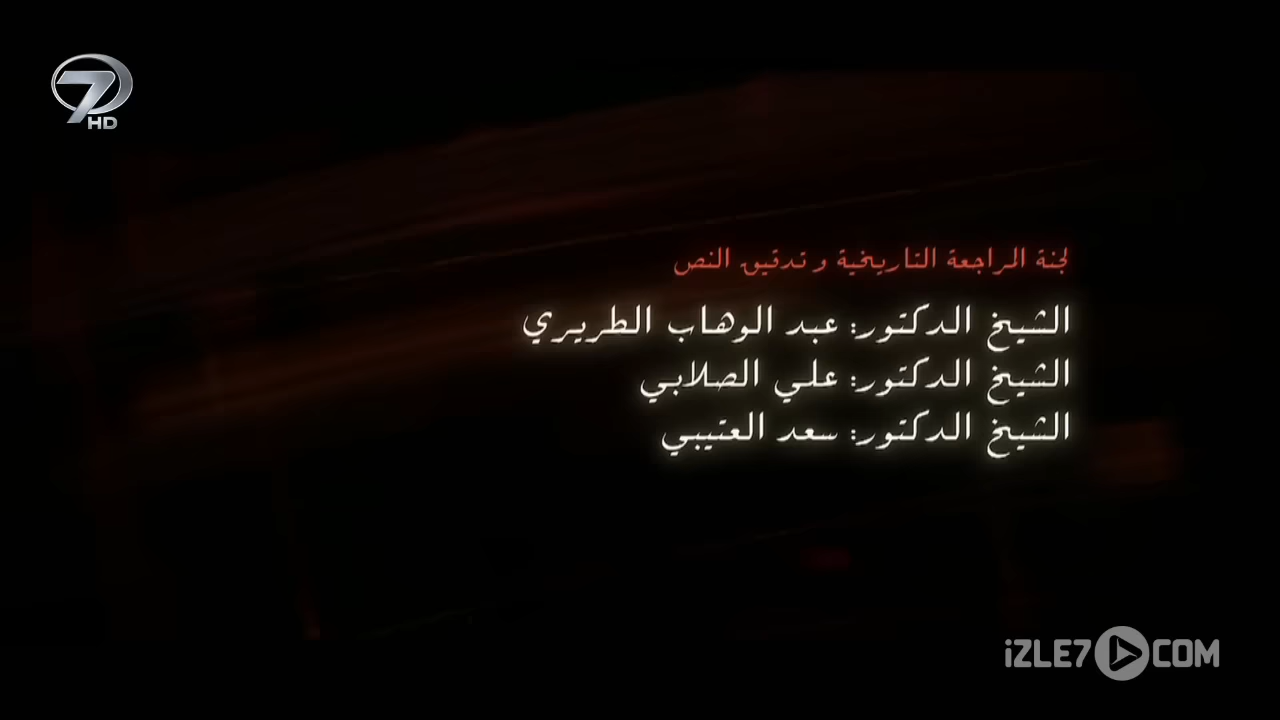 7
HD
لجنة المراجعة التاريخية و تدقيق النص
الشيخ الدكتور: عبد الوهاب الطريري
الشيخ الدكتور: علي الصلابي
الشيخ الدكتور: سعد العتيبي
iZLE7 COM